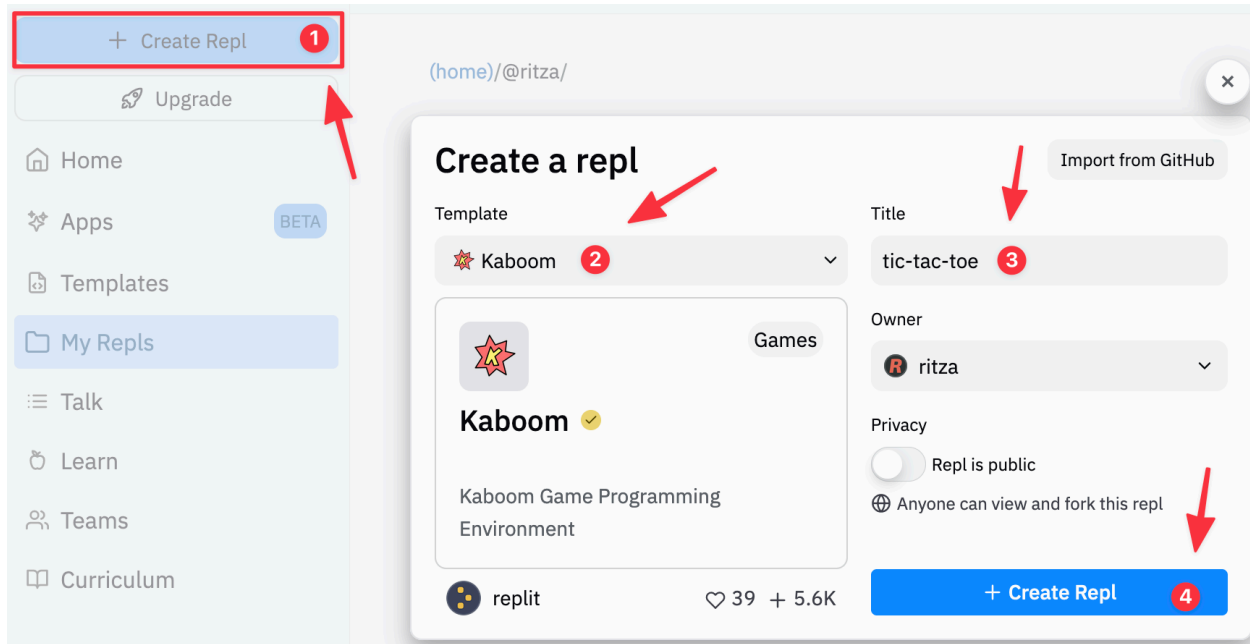 + Create Repl 1
Upgrade
Home
Apps BETA
Templates
My Repls
Talk
Learn
Teams
Curriculum
(home)/@ritza/
Create a repl
Import from GitHub
Template
Kaboom 2
K
Games
Kaboom
Kaboom Game Programming
Environment
replit
39 + 5.6K
Title
tic-tac-toe 3
Owner
R ritza
Privacy
Repl is public
Anyone can view and fork this repl
+ Create Repl 4